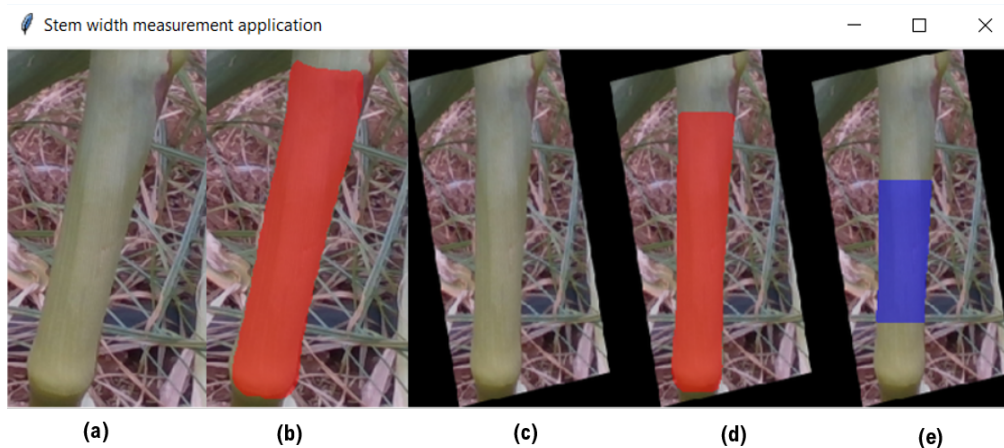 Stem width measurement application
(a) (b) (c) (d) (e)